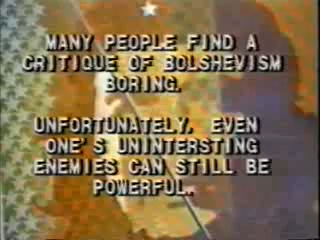 MANY PEOPLE FIND A
CRITIQUE OF BOLSHEVISM
BORING.
UNFORTUNATELY, EVEN
ONE'S UNINTERSTING
ENEMIES CAN STILL BE
POWERFUL.